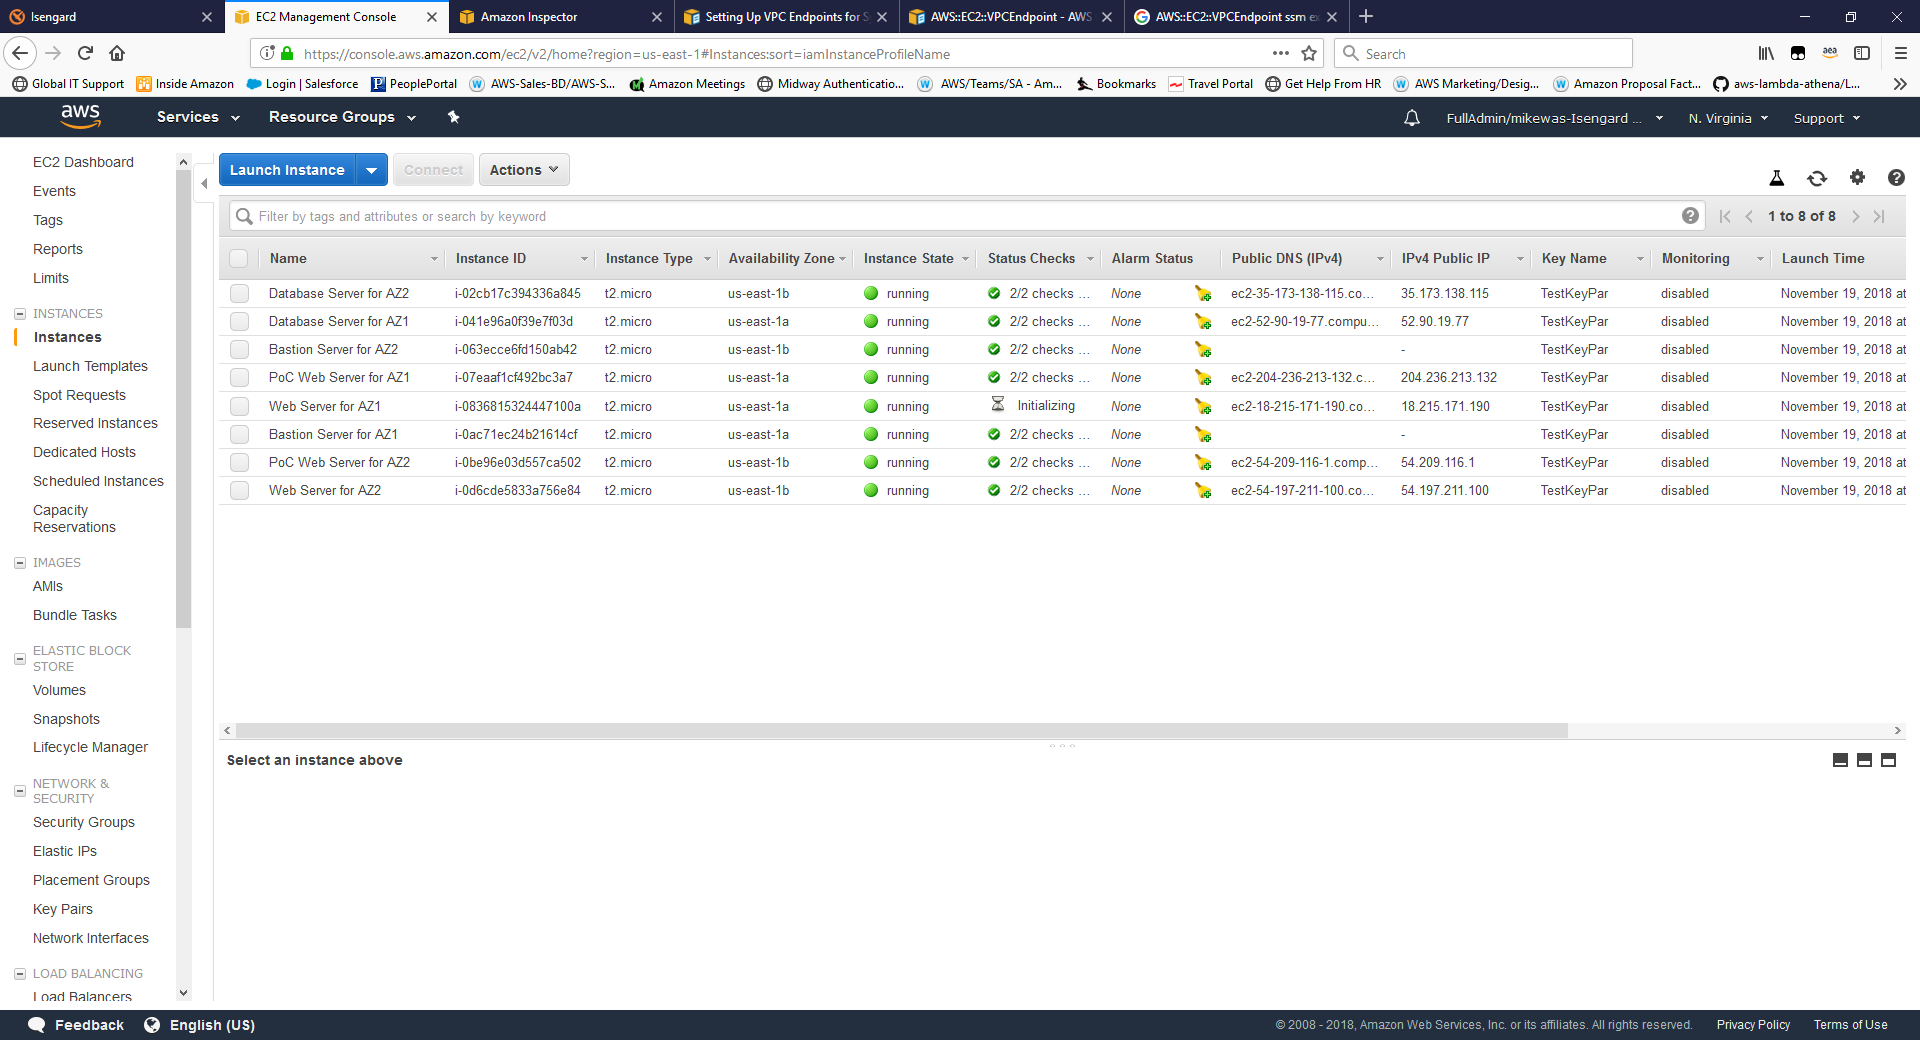 Isengard
EC2 Management Console
Amazon Inspector
Setting Up VPC Endpoints for S
AWS::EC2::VPCEndpoint - AWS
AWS::EC2::VPCEndpoint ssm ex
https://console.aws.amazon.com/ec2/v2/home?region=us-east-1#Instances:sort=iamInstanceProfileName
Search
Global IT Support
Inside Amazon
Login | Salesforce
PeoplePortal
AWS-Sales-BD/AWS-S...
Amazon Meetings
Midway Authenticatio...
AWS/Teams/SA - Am...
Bookmarks
Travel Portal
Get Help From HR
AWS Marketing/Desig...
Amazon Proposal Fact...
aws-lambda-athena/L...
aws
Services
Resource Groups
FullAdmin/mikewas-Isengard ...
N. Virginia
Support
EC2 Dashboard
Events
Tags
Reports
Limits
INSTANCES
Instances
Launch Templates
Spot Requests
Reserved Instances
Dedicated Hosts
Scheduled Instances
Capacity
Reservations
IMAGES
AMIs
Bundle Tasks
ELASTIC BLOCK
STORE
Volumes
Snapshots
Lifecycle Manager
NETWORK &
SECURITY
Security Groups
Elastic IPs
Placement Groups
Key Pairs
Network Interfaces
LOAD BALANCING
Load Balancers
Launch Instance
Connect
Actions
Filter by tags and attributes or search by keyword
1 to 8 of 8
Name Instance ID Instance Type Availability Zone Instance State Status Checks Alarm Status Public DNS (IPv4) IPv4 Public IP Key Name Monitoring Launch Time
Database Server for AZ2 i-02cb17c394336a845 t2.micro us-east-1b running 2/2 checks ... None ec2-35-173-138-115.co... 35.173.138.115 TestKeyPar disabled November 19, 2018 at
Database Server for AZ1 i-041e96a0f39e7f03d t2.micro us-east-1a running 2/2 checks ... None ec2-52-90-19-77.compu... 52.90.19.77 TestKeyPar disabled November 19, 2018 at
Bastion Server for AZ2 i-063ecce6fd150ab42 t2.micro us-east-1b running 2/2 checks ... None - TestKeyPar disabled November 19, 2018 at
PoC Web Server for AZ1 i-07eaaf1cf492bc3a7 t2.micro us-east-1a running 2/2 checks ... None ec2-204-236-213-132.c... 204.236.213.132 TestKeyPar disabled November 19, 2018 at
Web Server for AZ1 i-0836815324447100a t2.micro us-east-1a running Initializing None ec2-18-215-171-190.co... 18.215.171.190 TestKeyPar disabled November 19, 2018 at
Bastion Server for AZ1 i-0ac71ec24b21614cf t2.micro us-east-1a running 2/2 checks ... None - TestKeyPar disabled November 19, 2018 at
PoC Web Server for AZ2 i-0be96e03d557ca502 t2.micro us-east-1b running 2/2 checks ... None ec2-54-209-116-1.comp... 54.209.116.1 TestKeyPar disabled November 19, 2018 at
Web Server for AZ2 i-0d6cde5833a756e84 t2.micro us-east-1b running 2/2 checks ... None ec2-54-197-211-100.co... 54.197.211.100 TestKeyPar disabled November 19, 2018 at
Select an instance above
Feedback
English (US)
© 2008 - 2018, Amazon Web Services, Inc. or its affiliates. All rights reserved.
Privacy Policy
Terms of Use